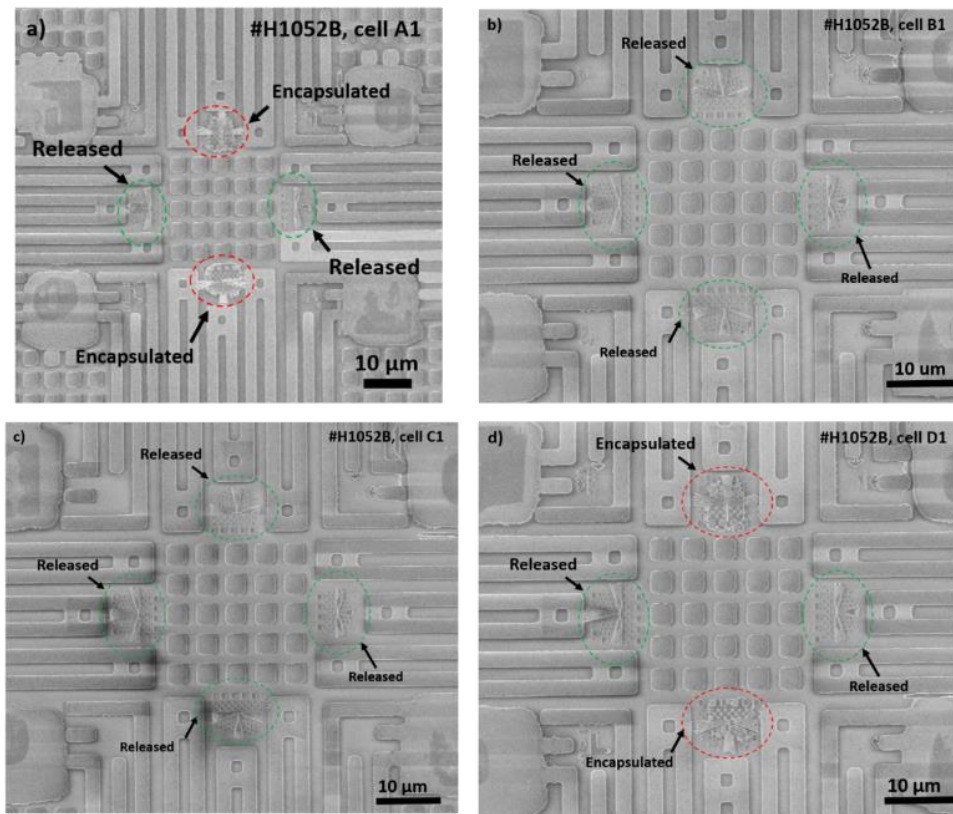 a)
#H1052B, cell A1
Encapsulated
Released
Released
Encapsulated
10 µm
b)
#H1052B, cell B1
Released
Released
Released
Released
10 um
c)
#H1052B, cell C1
Released
Released
Released
Released
10 µm
d)
#H1052B, cell D1
Encapsulated
Released
Released
Encapsulated
10 µm